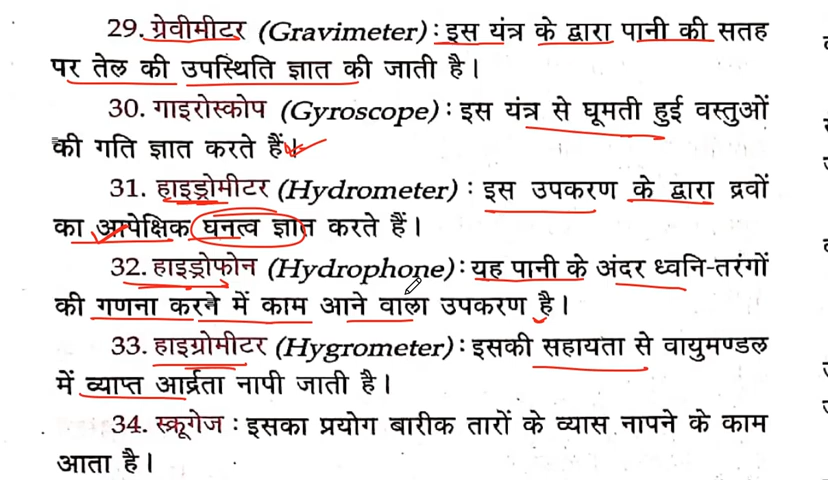 29. ग्रेवीमीटर (Gravimeter) : इस यंत्र के द्वारा पानी की सतह
पर तेल की उपस्थिति ज्ञात की जाती है।
30. गाइरोस्कोप (Gyroscope) : इस यंत्र से घूमती हुई वस्तुओं
की गति ज्ञात करते हैं।
31. हाइड्रोमीटर (Hydrometer) : इस उपकरण के द्वारा द्रवों
का आपेक्षिक घनत्व ज्ञात करते हैं।
32. हाइड्रोफोन (Hydrophone) : यह पानी के अंदर ध्वनि-तरंगों
की गणना करने में काम आने वाला उपकरण है।
33. हाइग्रोमीटर (Hygrometer) : इसकी सहायता से वायुमण्डल
में व्याप्त आर्द्रता नापी जाती है।
34. स्क्रूगेज : इसका प्रयोग बारीक तारों के व्यास नापने के काम
आता है।